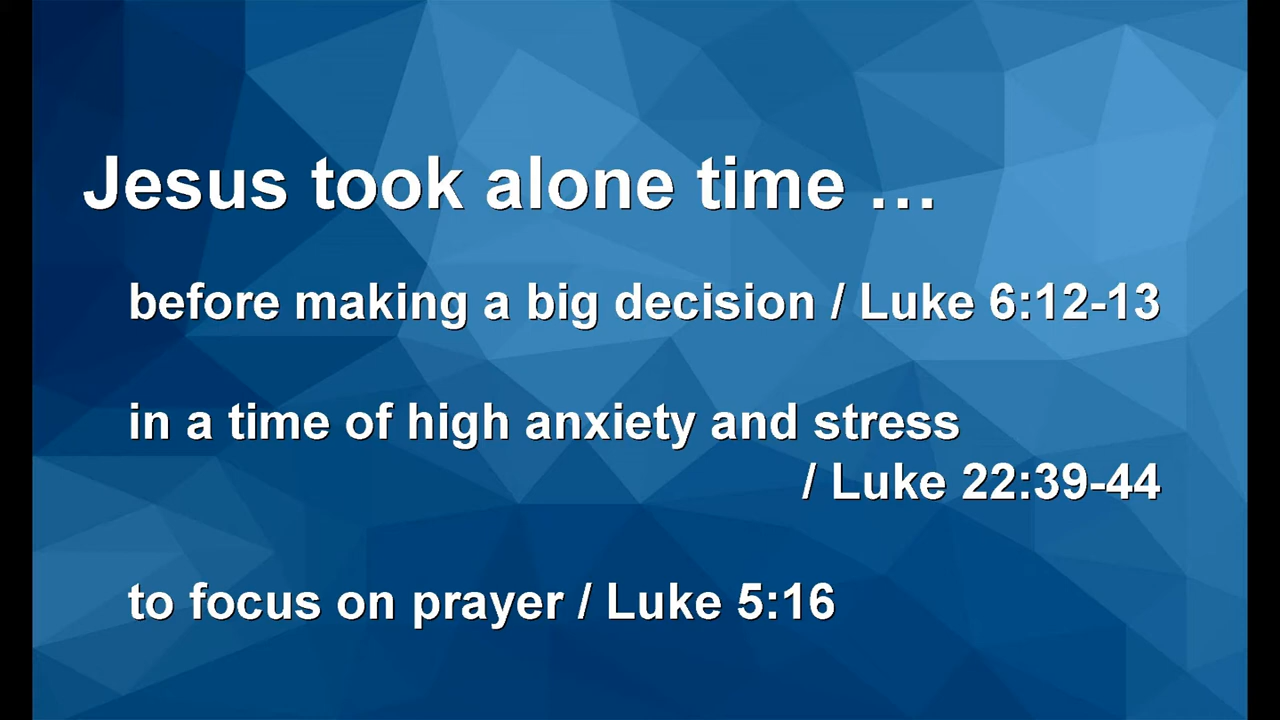 Jesus took alone time …
before making a big decision / Luke 6:12-13
in a time of high anxiety and stress
/ Luke 22:39-44
to focus on prayer / Luke 5:16